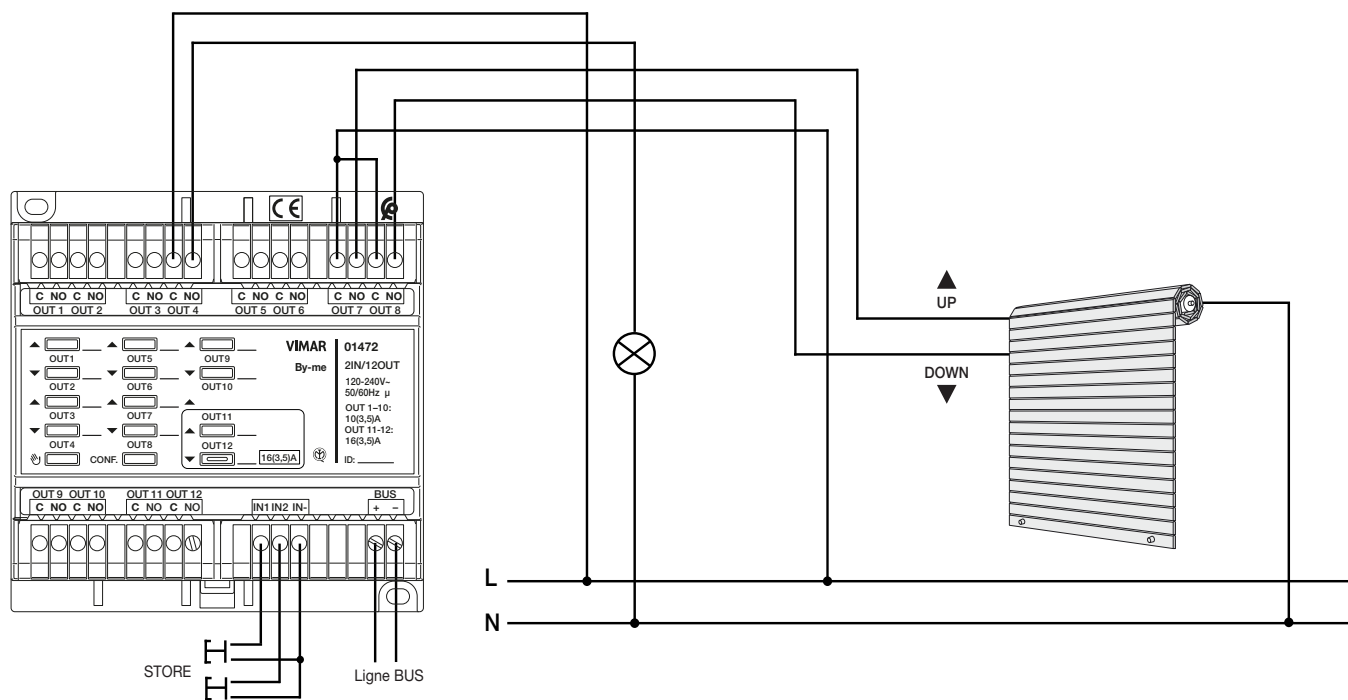 CE
C NO C NO
OUT 1 OUT 2
C NO C NO
OUT 3 OUT 4
C NO C NO
OUT 5 OUT 6
C NO C NO
OUT 7 OUT 8
OUT1
OUT5
OUT9
OUT2
OUT6
OUT10
OUT3
OUT7
OUT11
OUT4
OUT8
OUT12
CONF.
16(3,5)A
VIMAR
By-me
01472
2IN/12OUT
120-240V~
50/60Hz µ
OUT 1–10:
10(3,5)A
OUT 11-12:
16(3,5)A
ID:
OUT 9 OUT 10
C NO C NO
OUT 11 OUT 12
C NO C NO
IN1 IN2 IN-
BUS
+ −
STORE
Ligne BUS
UP
DOWN
L
N